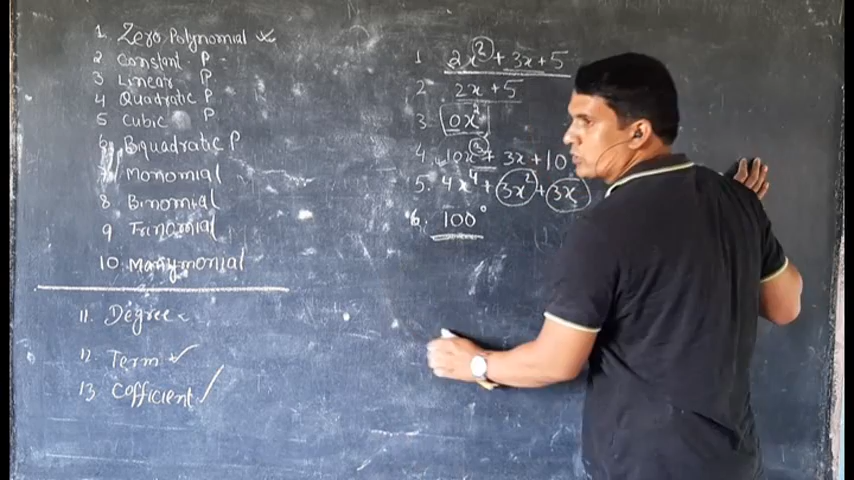 1. Zero Polynomial
2 Constant P
3 Linear P
4 Quadratic P
5 Cubic P
6. Biquadratic P
7 Monomial
8 Binomial
9 Trinomial
10 Manymonial
11. Degree
12. Term
13 Cofficient
1 2x² + 3x + 5
2. 2x + 5
3. 0x²
4. 10x² + 3x + 10
5. 4x⁴ + 3x² + 3x
6. 100°